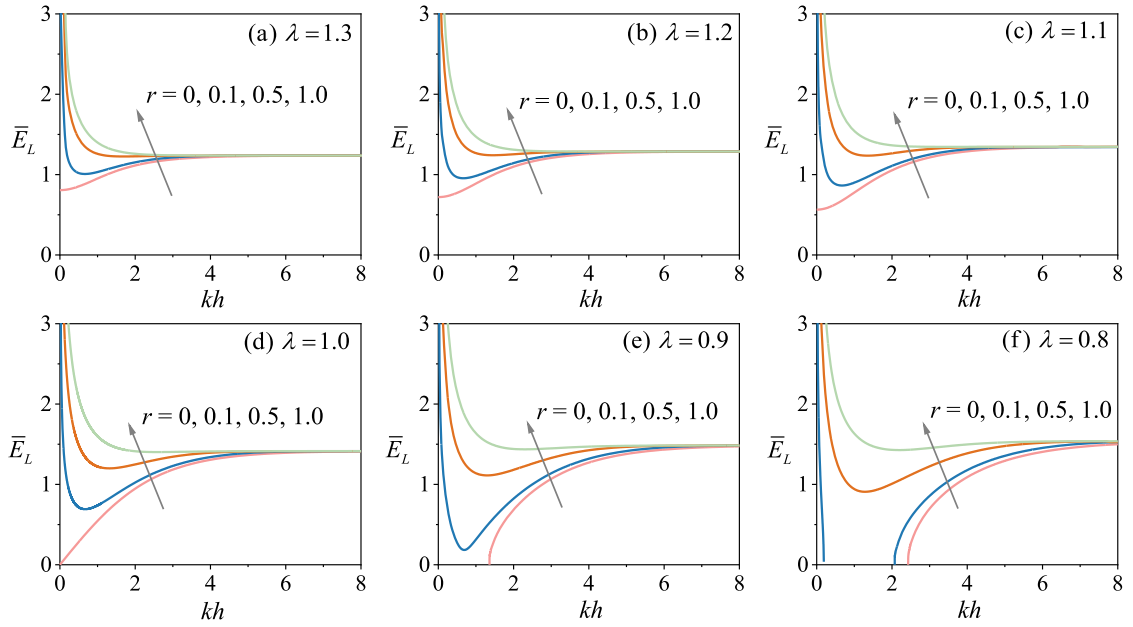 3
(a) λ = 1.3
2
r = 0, 0.1, 0.5, 1.0
E̅_L
1
0
0 2 4 6 8
kh
3
(b) λ = 1.2
2
r = 0, 0.1, 0.5, 1.0
E̅_L
1
0
0 2 4 6 8
kh
3
(c) λ = 1.1
2
r = 0, 0.1, 0.5, 1.0
E̅_L
1
0
0 2 4 6 8
kh
3
(d) λ = 1.0
2
r = 0, 0.1, 0.5, 1.0
E̅_L
1
0
0 2 4 6 8
kh
3
(e) λ = 0.9
2
r = 0, 0.1, 0.5, 1.0
E̅_L
1
0
0 2 4 6 8
kh
3
(f) λ = 0.8
2
r = 0, 0.1, 0.5, 1.0
E̅_L
1
0
0 2 4 6 8
kh